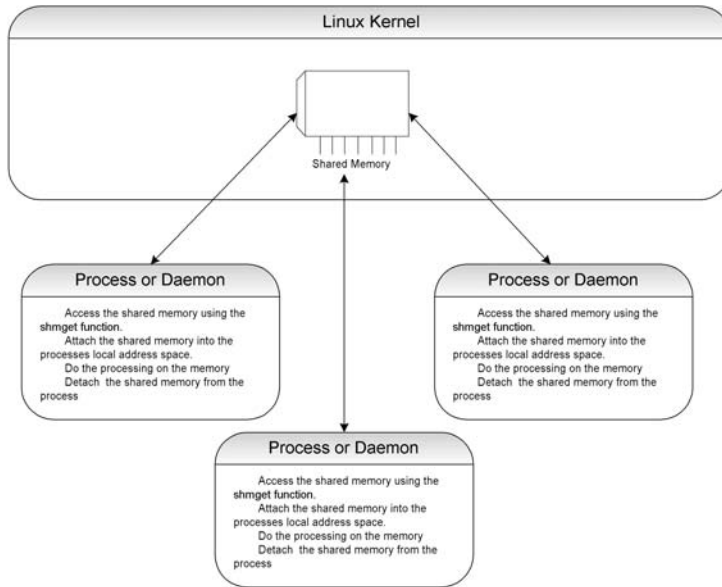 Linux Kernel
Shared Memory
Process or Daemon
Access the shared memory using the
shmget function.
Attach the shared memory into the
processes local address space.
Do the processing on the memory
Detach the shared memory from the
process
Process or Daemon
Access the shared memory using the
shmget function.
Attach the shared memory into the
processes local address space.
Do the processing on the memory
Detach the shared memory from the
process
Process or Daemon
Access the shared memory using the
shmget function.
Attach the shared memory into the
processes local address space.
Do the processing on the memory
Detach the shared memory from the
process